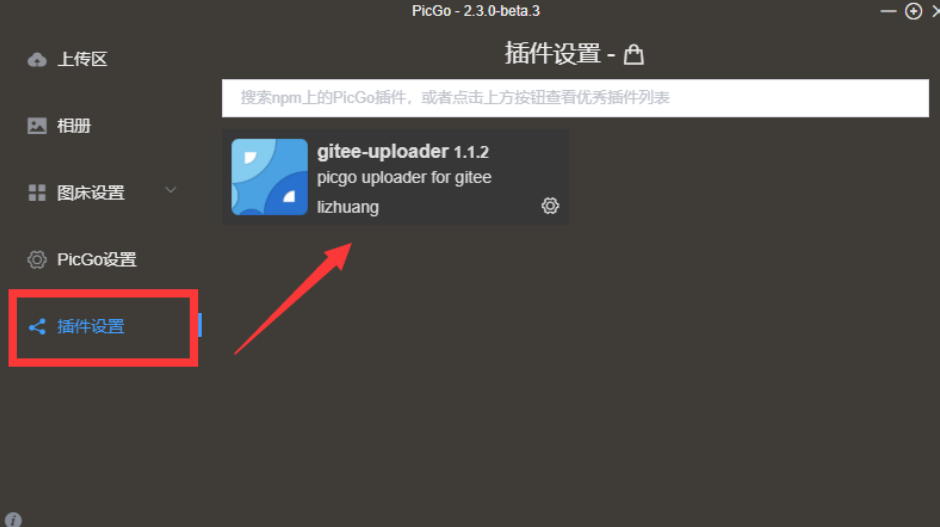 PicGo - 2.3.0-beta.3
上传区
相册
图床设置
PicGo设置
插件设置
插件设置 -
搜索npm上的PicGo插件，或者点击上方按钮查看优秀插件列表
gitee-uploader 1.1.2
picgo uploader for gitee
lizhuang